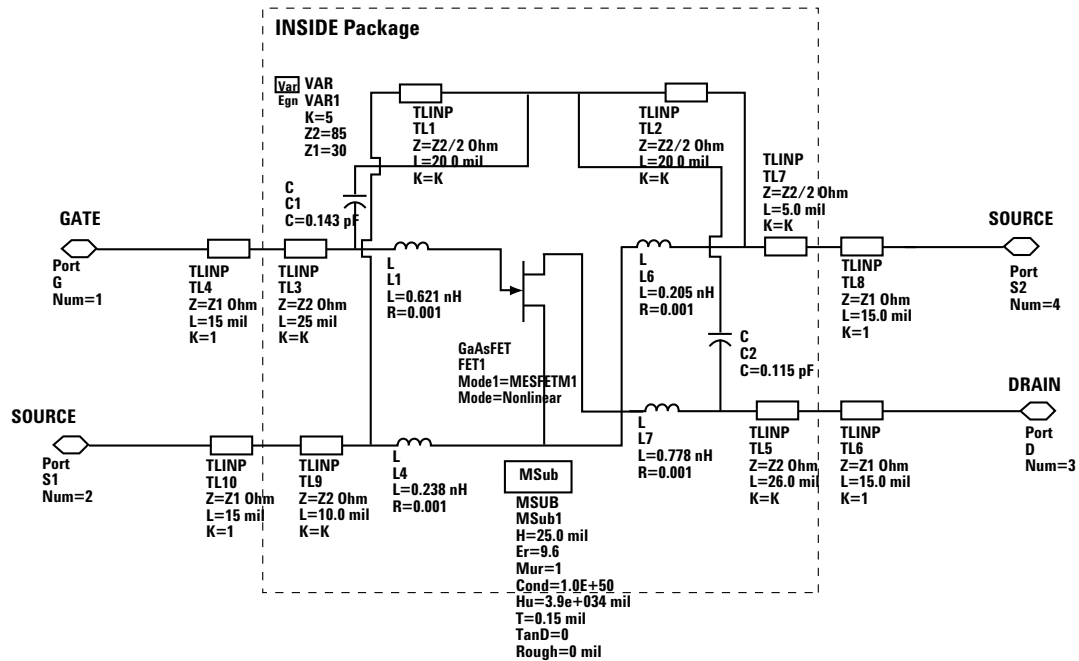 INSIDE Package
Var VAR
Egn VAR1
K=5
Z2=85
Z1=30
TLINP
TL1
Z=Z2/2 Ohm
L=20.0 mil
K=K
TLINP
TL2
Z=Z2/2 Ohm
L=20.0 mil
K=K
TLINP
TL7
Z=Z2/2 Ohm
L=5.0 mil
K=K
C
C1
C=0.143 pF
GATE
Port
G
Num=1
TLINP
TL4
Z=Z1 Ohm
L=15 mil
K=1
TLINP
TL3
Z=Z2 Ohm
L=25 mil
K=K
L
L1
L=0.621 nH
R=0.001
L
L6
L=0.205 nH
R=0.001
TLINP
TL8
Z=Z1 Ohm
L=15.0 mil
K=1
SOURCE
Port
S2
Num=4
GaAsFET
FET1
Mode1=MESFETM1
Mode=Nonlinear
C
C2
C=0.115 pF
SOURCE
Port
S1
Num=2
TLINP
TL10
Z=Z1 Ohm
L=15 mil
K=1
TLINP
TL9
Z=Z2 Ohm
L=10.0 mil
K=K
L
L4
L=0.238 nH
R=0.001
L
L7
L=0.778 nH
R=0.001
TLINP
TL5
Z=Z2 Ohm
L=26.0 mil
K=K
TLINP
TL6
Z=Z1 Ohm
L=15.0 mil
K=1
DRAIN
Port
D
Num=3
MSub
MSUB
MSub1
H=25.0 mil
Er=9.6
Mur=1
Cond=1.0E+50
Hu=3.9e+034 mil
T=0.15 mil
TanD=0
Rough=0 mil